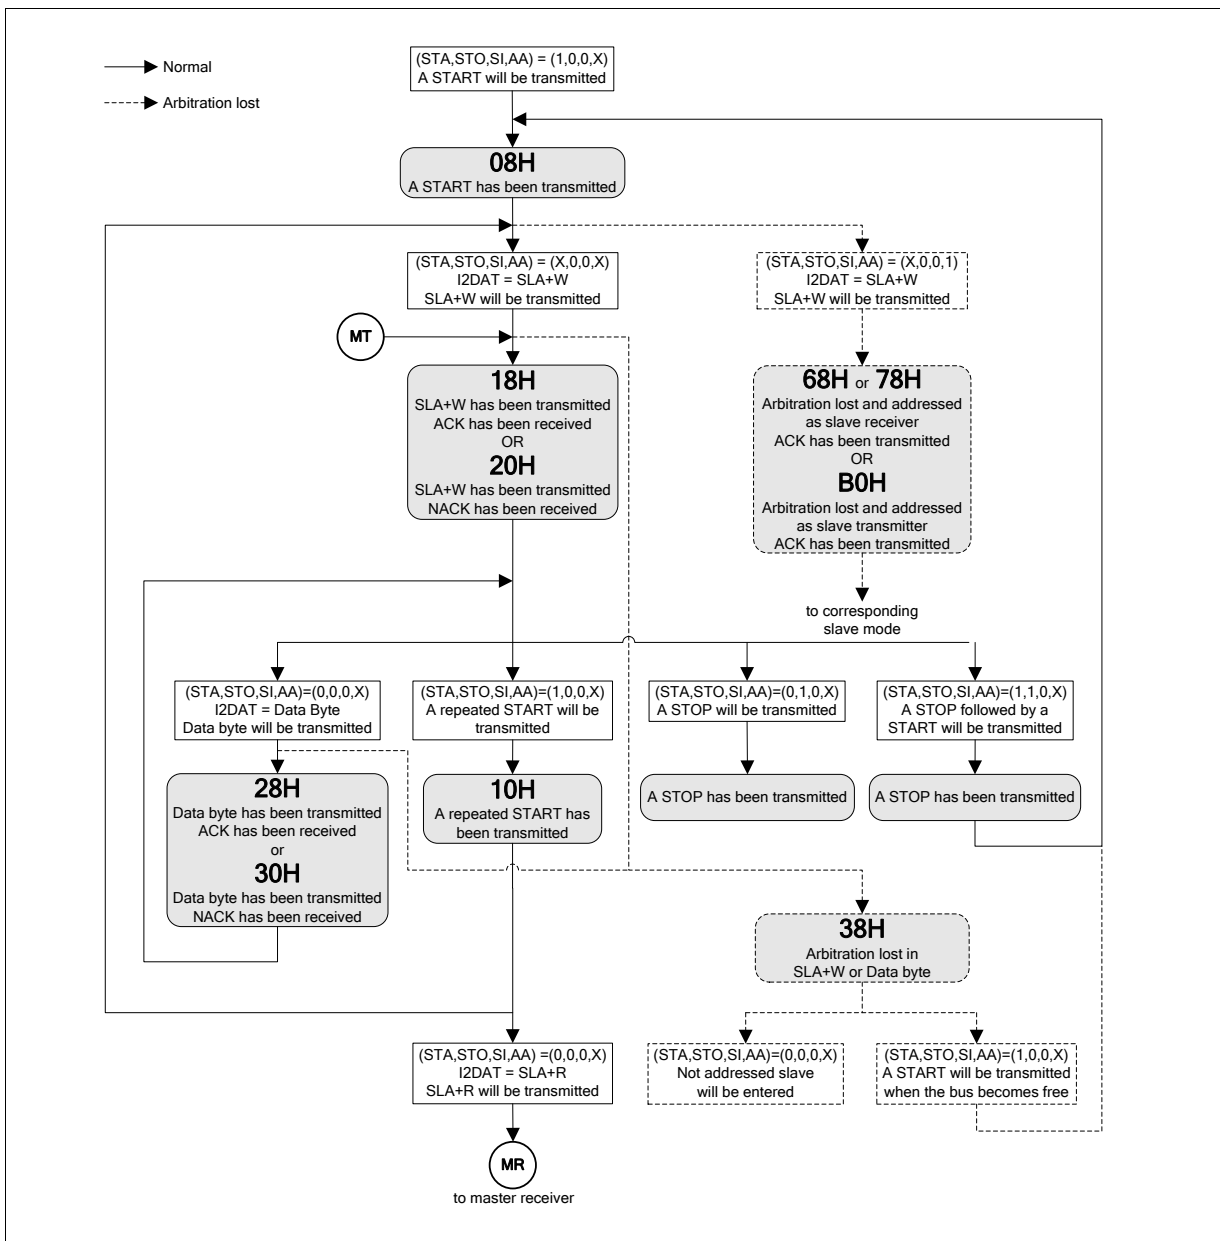 (STA,STO,SI,AA) = (1,0,0,X)
A START will be transmitted
Normal
Arbitration lost
08H
A START has been transmitted
(STA,STO,SI,AA) = (X,0,0,X)
I2DAT = SLA+W
SLA+W will be transmitted
(STA,STO,SI,AA) = (X,0,0,1)
I2DAT = SLA+W
SLA+W will be transmitted
MT
18H
SLA+W has been transmitted
ACK has been received
OR
20H
SLA+W has been transmitted
NACK has been received
68H or 78H
Arbitration lost and addressed
as slave receiver
ACK has been transmitted
OR
B0H
Arbitration lost and addressed
as slave transmitter
ACK has been transmitted
to corresponding
slave mode
(STA,STO,SI,AA)=(0,0,0,X)
I2DAT = Data Byte
Data byte will be transmitted
(STA,STO,SI,AA)=(1,0,0,X)
A repeated START will be
transmitted
(STA,STO,SI,AA)=(0,1,0,X)
A STOP will be transmitted
(STA,STO,SI,AA)=(1,1,0,X)
A STOP followed by a
START will be transmitted
28H
Data byte has been transmitted
ACK has been received
or
30H
Data byte has been transmitted
NACK has been received
10H
A repeated START has
been transmitted
A STOP has been transmitted
A STOP has been transmitted
38H
Arbitration lost in
SLA+W or Data byte
(STA,STO,SI,AA) =(0,0,0,X)
I2DAT = SLA+R
SLA+R will be transmitted
(STA,STO,SI,AA)=(0,0,0,X)
Not addressed slave
will be entered
(STA,STO,SI,AA)=(1,0,0,X)
A START will be transmitted
when the bus becomes free
MR
to master receiver